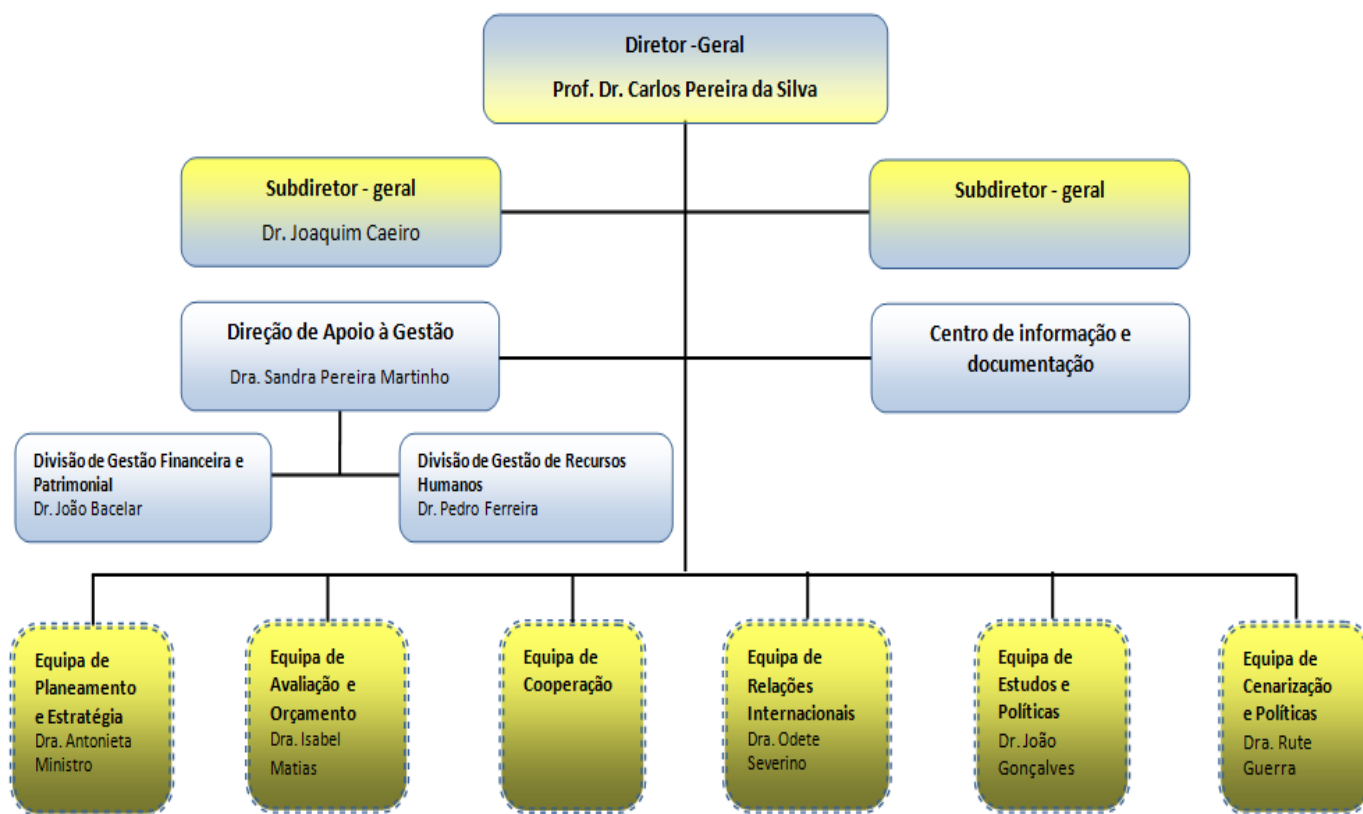 Diretor -Geral
Prof. Dr. Carlos Pereira da Silva
Subdiretor - geral
Dr. Joaquim Caeiro
Subdiretor - geral
Direção de Apoio à Gestão
Dra. Sandra Pereira Martinho
Centro de informação e
documentação
Divisão de Gestão Financeira e
Patrimonial
Dr. João Bacelar
Divisão de Gestão de Recursos
Humanos
Dr. Pedro Ferreira
Equipa de
Planeamento
e Estratégia
Dra. Antonieta
Ministro
Equipa de
Avaliação e
Orçamento
Dra. Isabel
Matias
Equipa de
Cooperação
Equipa de
Relações
Internacionais
Dra. Odete
Severino
Equipa de
Estudos e
Políticas
Dr. João
Gonçalves
Equipa de
Cenarização
e Políticas
Dra. Rute
Guerra